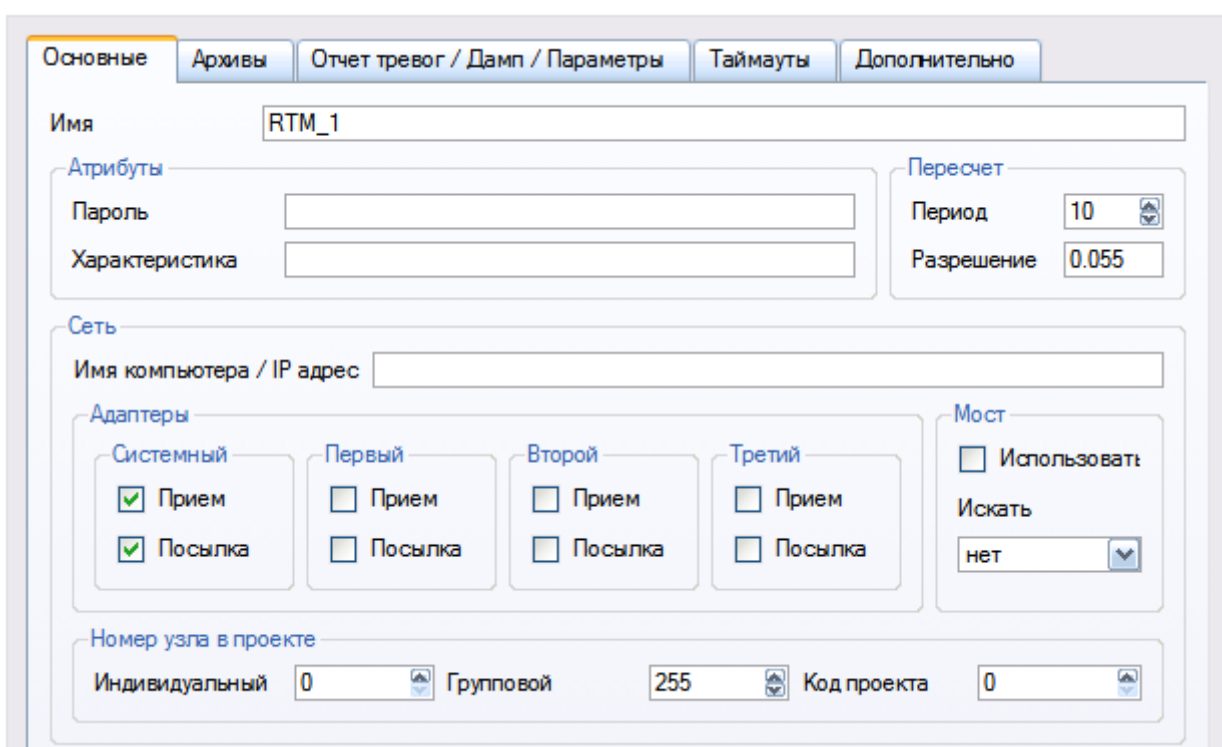 Основные Архивы Отчет тревог / Дамп / Параметры Таймауты Дополнительно
Имя RTM_1
Атрибуты Пересчет
Пароль Период 10
Характеристика Разрешение 0.055
Сеть
Имя компьютера / IP адрес
Адаптеры Мост
Системный Первый Второй Третий Использовать
Прием Прием Прием Прием Искать
Посылка Посылка Посылка Посылка нет
Номер узла в проекте
Индивидуальный 0 Групповой 255 Код проекта 0